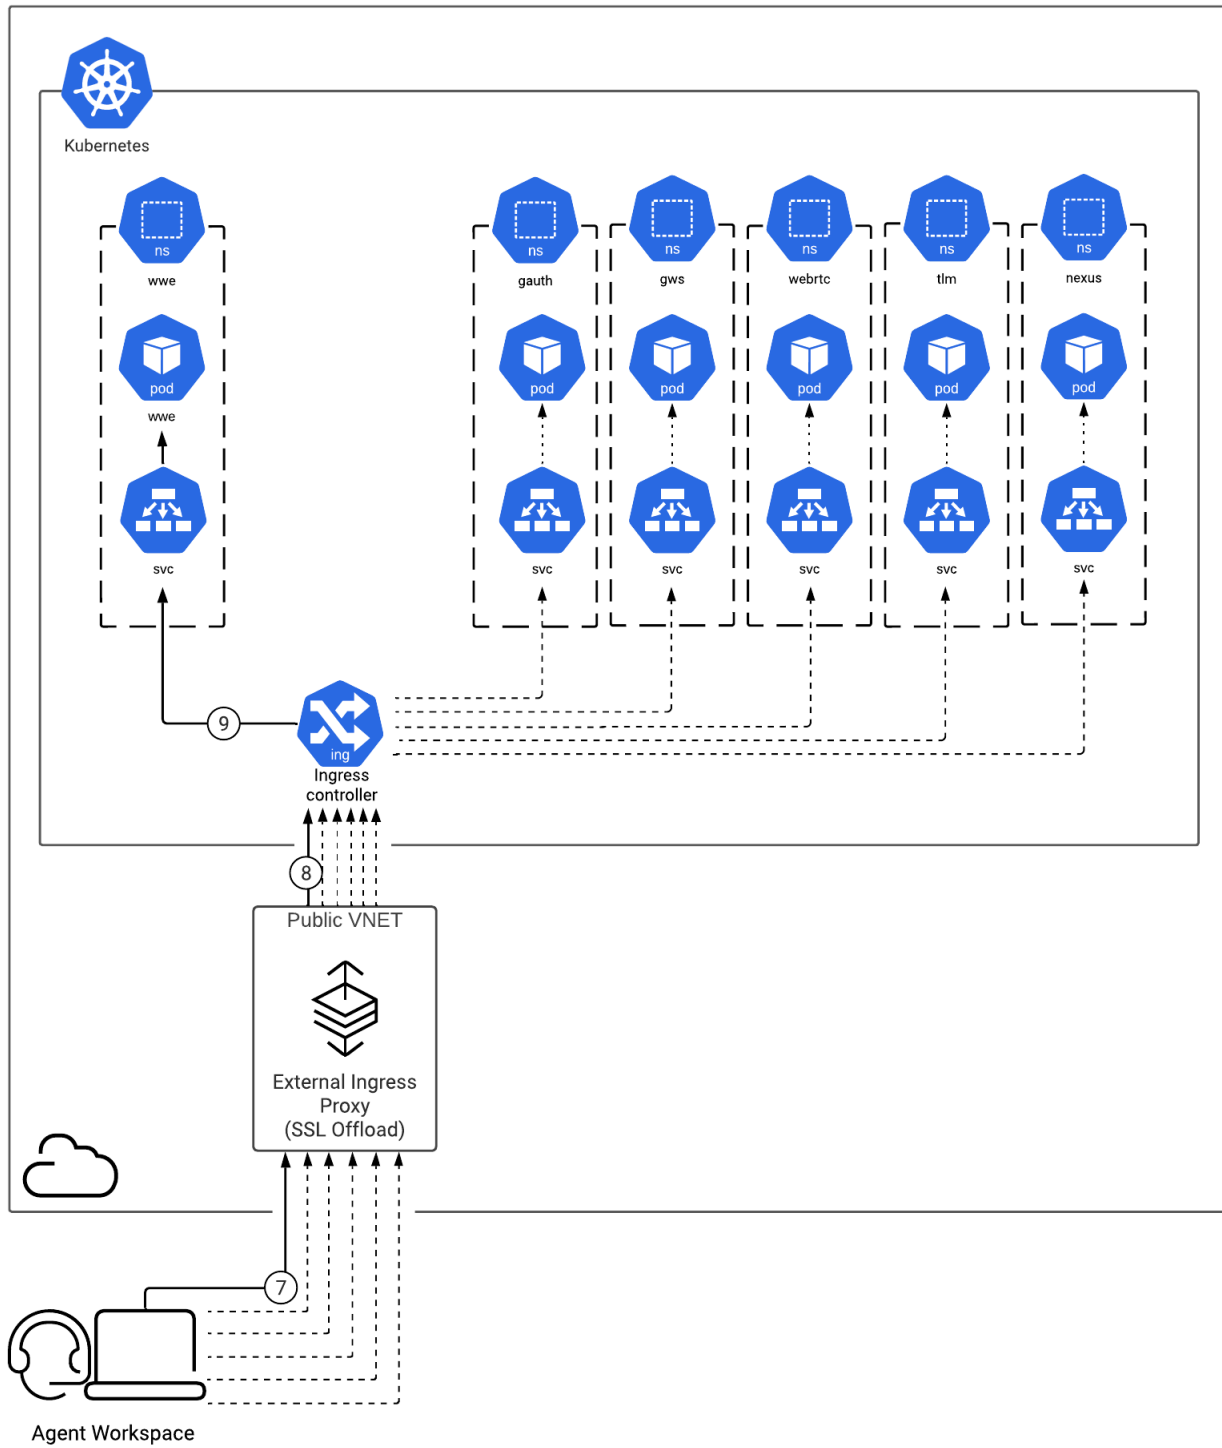 Kubernetes
ns
wwe
pod
wwe
svc
ns
gauth
pod
svc
ns
gws
pod
svc
ns
webrtc
pod
svc
ns
tlm
pod
svc
ns
nexus
pod
svc
9
ing
Ingress
controller
8
Public VNET
External Ingress
Proxy
(SSL Offload)
7
Agent Workspace